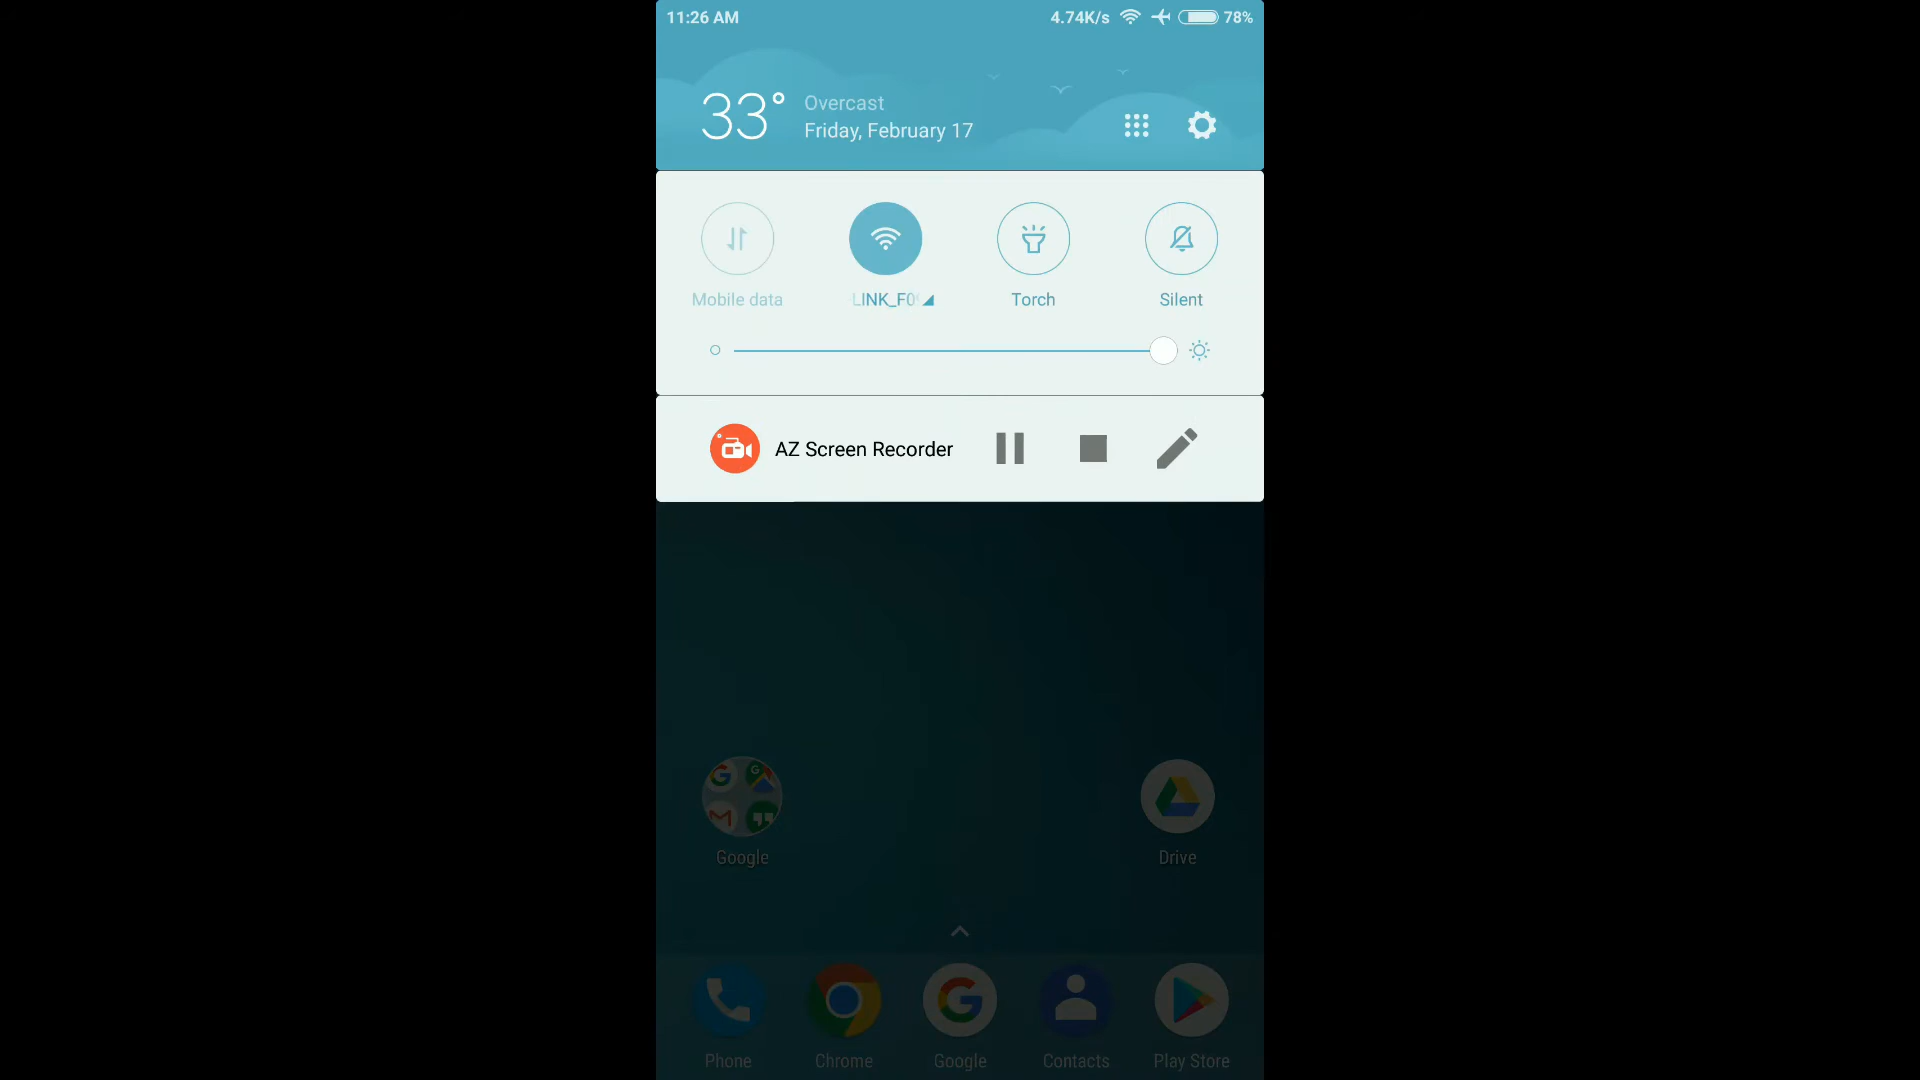 11:26 AM 4.74K/s 78%
33° Overcast
Friday, February 17
Mobile data LINK_F0 Torch Silent
AZ Screen Recorder
Google Drive
Phone Chrome Google Contacts Play Store